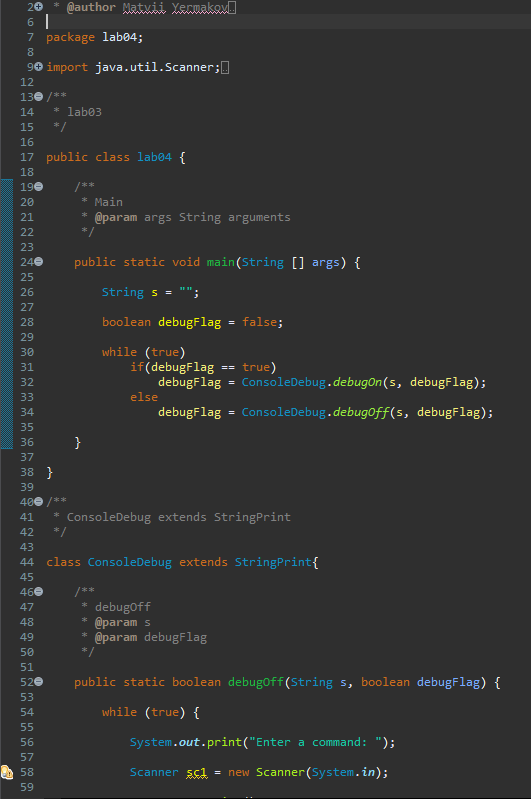 2 * @author Matvii Yermakov
6
7 package lab04;
8
9 import java.util.Scanner;
12
13 /**
14  * lab03
15  */
16
17 public class lab04 {
18
19     /**
20      * Main
21      * @param args String arguments
22      */
23
24     public static void main(String [] args) {
25
26         String s = "";
27
28         boolean debugFlag = false;
29
30         while (true)
31             if(debugFlag == true)
32                 debugFlag = ConsoleDebug.debugOn(s, debugFlag);
33             else
34                 debugFlag = ConsoleDebug.debugOff(s, debugFlag);
35
36     }
37
38 }
39
40 /**
41  * ConsoleDebug extends StringPrint
42  */
43
44 class ConsoleDebug extends StringPrint{
45
46     /**
47      * debugOff
48      * @param s
49      * @param debugFlag
50      */
51
52     public static boolean debugOff(String s, boolean debugFlag) {
53
54         while (true) {
55
56             System.out.print("Enter a command: ");
57
58             Scanner sc1 = new Scanner(System.in);
59